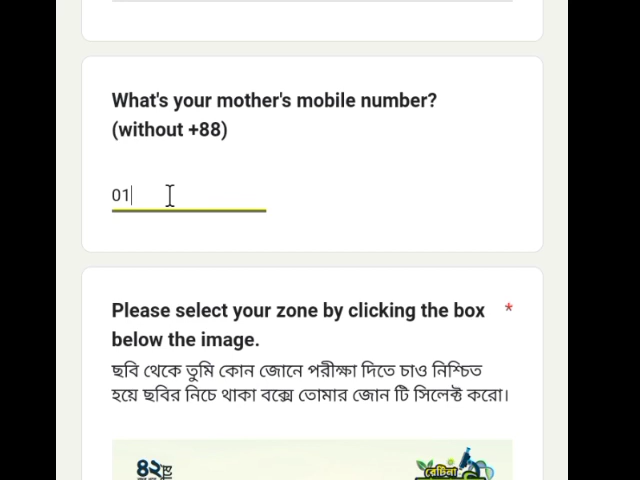 What's your mother's mobile number?
(without +88)
01
Please select your zone by clicking the box *
below the image.
ছবি থেকে তুমি কোন জোনে পরীক্ষা দিতে চাও নিশ্চিত
হয়ে ছবির নিচে থাকা বক্সে তোমার জোন টি সিলেক্ট করো।
৪২
রেটিনা